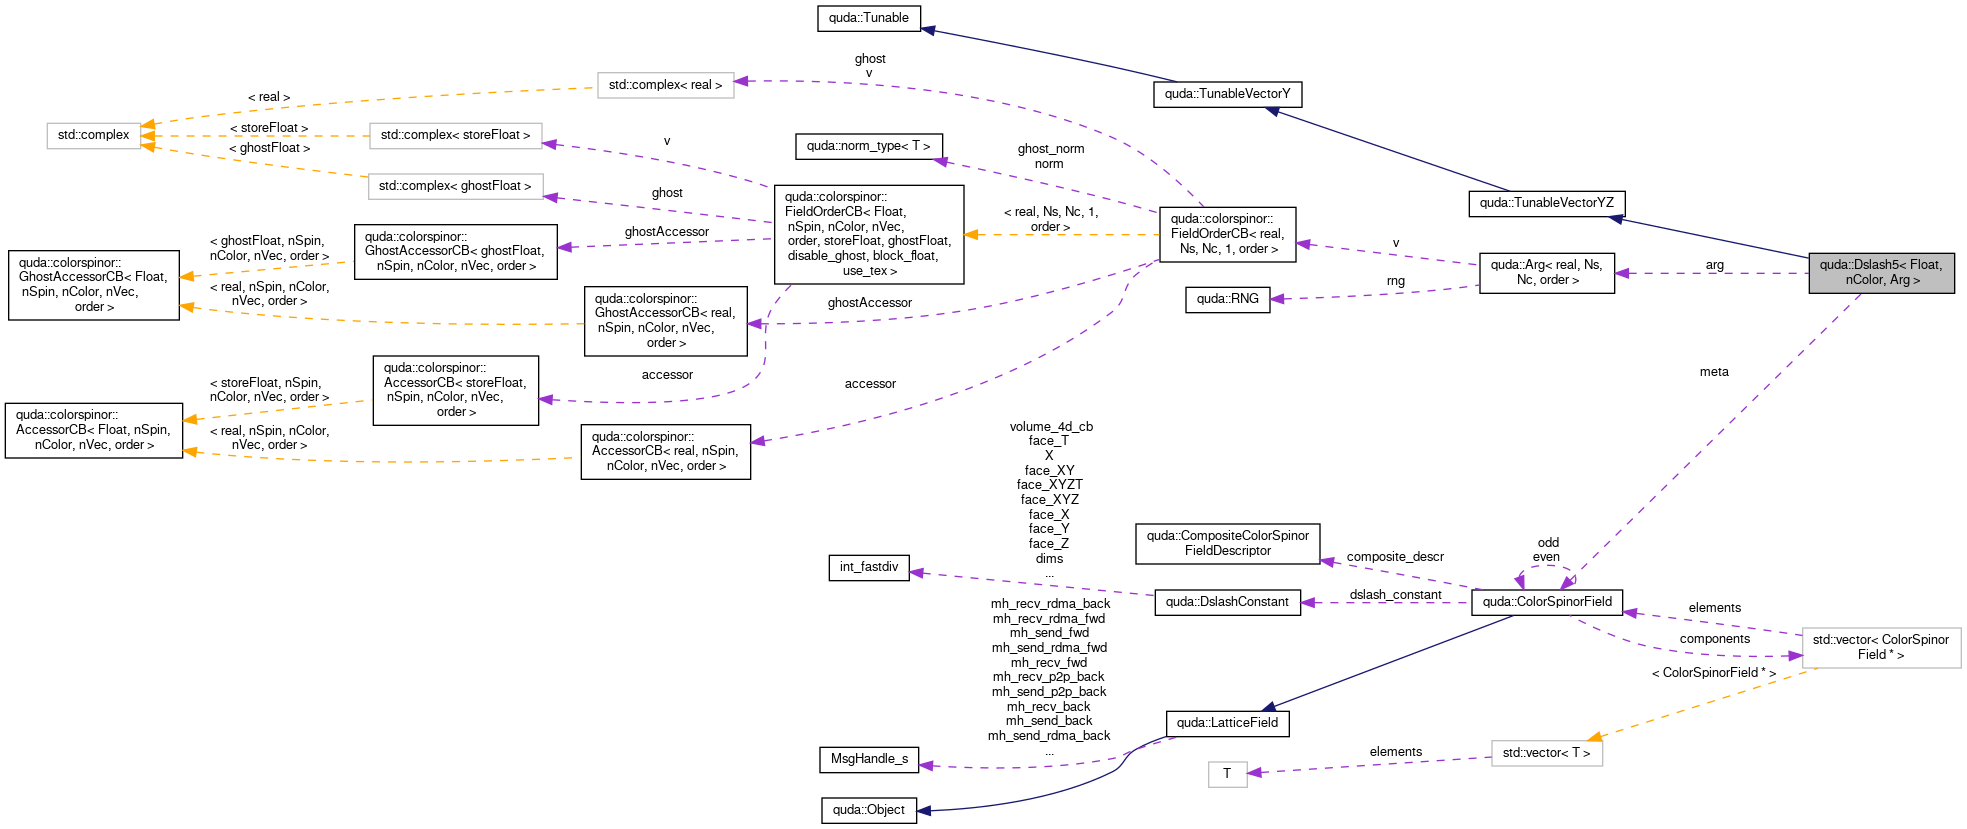 quda::Tunable
ghost
v
std::complex< real >
quda::TunableVectorY
< real >
std::complex
< storeFloat >
std::complex< storeFloat >
v
< ghostFloat >
quda::norm_type< T >
ghost_norm
norm
std::complex< ghostFloat >
ghost
quda::TunableVectorYZ
quda::colorspinor::
FieldOrderCB< Float,
nSpin, nColor, nVec,
order, storeFloat, ghostFloat,
disable_ghost, block_float,
use_tex >
< real, Ns, Nc, 1,
order >
quda::colorspinor::
FieldOrderCB< real,
Ns, Nc, 1, order >
v
quda::Arg< real, Ns,
Nc, order >
arg
quda::Dslash5< Float,
nColor, Arg >
rng
quda::RNG
ghostAccessor
quda::colorspinor::
GhostAccessorCB< ghostFloat,
nSpin, nColor, nVec, order >
< ghostFloat, nSpin,
nColor, nVec, order >
quda::colorspinor::
GhostAccessorCB< Float,
nSpin, nColor, nVec,
order >
< real, nSpin, nColor,
nVec, order >
quda::colorspinor::
GhostAccessorCB< real,
nSpin, nColor, nVec,
order >
ghostAccessor
accessor
accessor
meta
quda::colorspinor::
AccessorCB< storeFloat,
nSpin, nColor, nVec,
order >
< storeFloat, nSpin,
nColor, nVec, order >
quda::colorspinor::
AccessorCB< Float, nSpin,
nColor, nVec, order >
< real, nSpin, nColor,
nVec, order >
quda::colorspinor::
AccessorCB< real, nSpin,
nColor, nVec, order >
volume_4d_cb
face_T
X
face_XY
face_XYZT
face_XYZ
face_X
face_Y
face_Z
dims
...
int_fastdiv
quda::CompositeColorSpinor
FieldDescriptor
composite_descr
odd
even
quda::DslashConstant
dslash_constant
quda::ColorSpinorField
elements
components
std::vector< ColorSpinor
Field * >
mh_recv_rdma_back
mh_recv_rdma_fwd
mh_send_fwd
mh_send_rdma_fwd
mh_recv_fwd
mh_recv_p2p_back
mh_send_p2p_back
mh_recv_back
mh_send_back
mh_send_rdma_back
...
< ColorSpinorField * >
quda::LatticeField
MsgHandle_s
elements
std::vector< T >
T
quda::Object